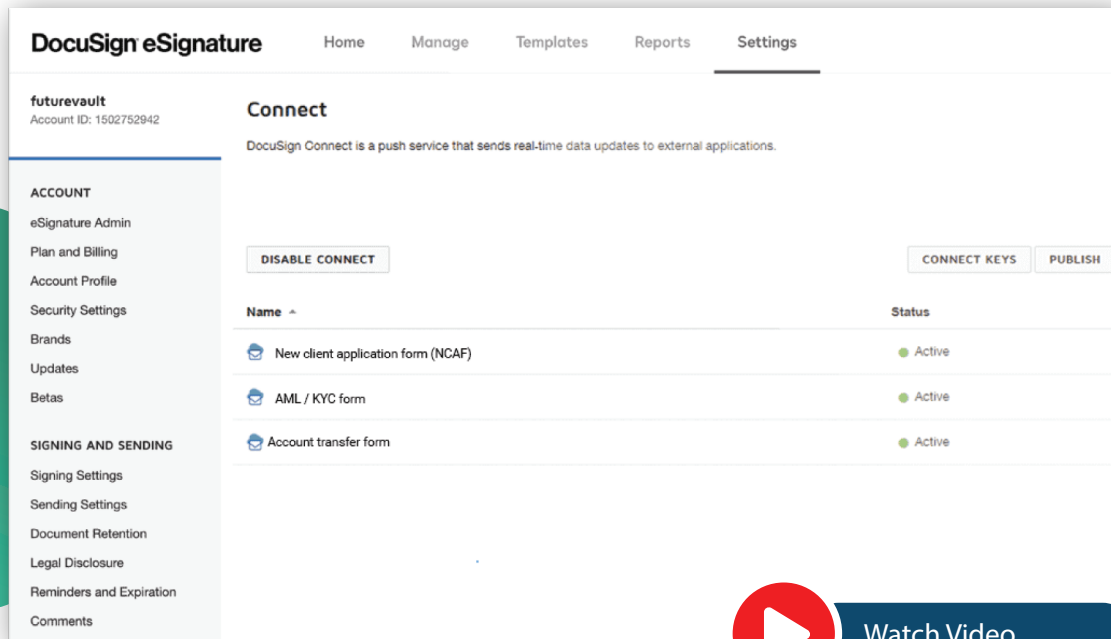 DocuSign eSignature
Home Manage Templates Reports Settings
futurevault
Account ID: 1502752942
ACCOUNT
eSignature Admin
Plan and Billing
Account Profile
Security Settings
Brands
Updates
Betas
SIGNING AND SENDING
Signing Settings
Sending Settings
Document Retention
Legal Disclosure
Reminders and Expiration
Comments
Connect
DocuSign Connect is a push service that sends real-time data updates to external applications.
DISABLE CONNECT CONNECT KEYS PUBLISH
Name Status
New client application form (NCAF) Active
AML / KYC form Active
Account transfer form Active
Watch Video